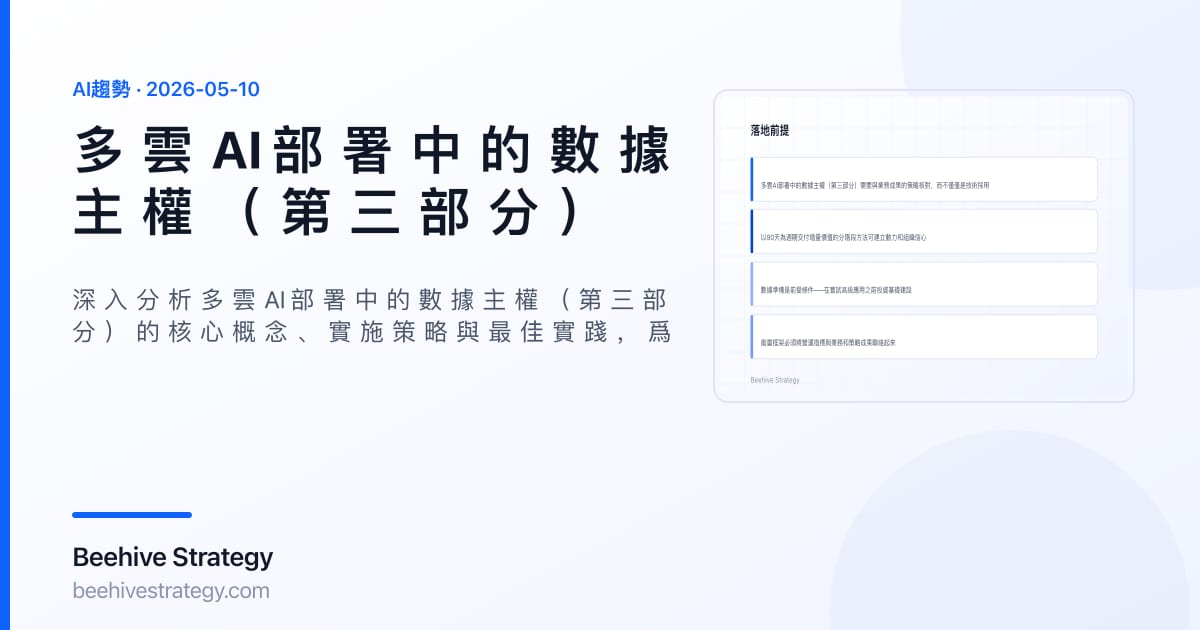 AI趨勢 · 2026-05-10
多雲AI部署中的數據
主權（第三部分）
深入分析多雲AI部署中的數據主權（第三部
分）的核心概念、實施策略與最佳實踐，爲
落地前提
多雲AI部署中的數據主權（第三部分）需要與業務成果的策略核對，而不僅僅是技術採用
以90天為週期交付增量價值的分階段方法可建立動力和組織信心
數據準備是前提條件——在嘗試高級應用之前投資基礎建設
衡量框架必須將營運指標與業務和策略成果聯絡起來
Beehive Strategy
Beehive Strategy
beehivestrategy.com